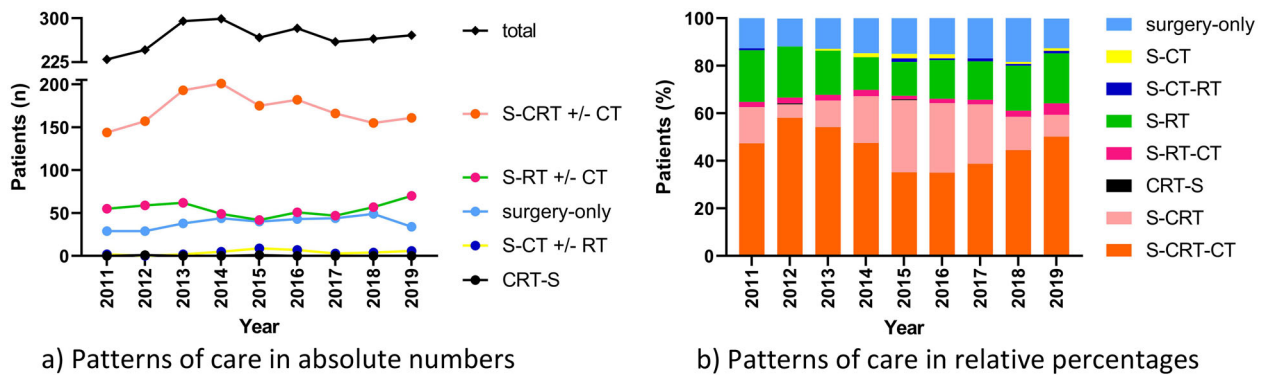 300
225
200
150
100
50
0
Patients (n)
2011 2012 2013 2014 2015 2016 2017 2018 2019
Year
total
S-CRT +/- CT
S-RT +/- CT
surgery-only
S-CT +/- RT
CRT-S
a) Patterns of care in absolute numbers
100
80
60
40
20
0
Patients (%)
2011 2012 2013 2014 2015 2016 2017 2018 2019
Year
surgery-only
S-CT
S-CT-RT
S-RT
S-RT-CT
CRT-S
S-CRT
S-CRT-CT
b) Patterns of care in relative percentages